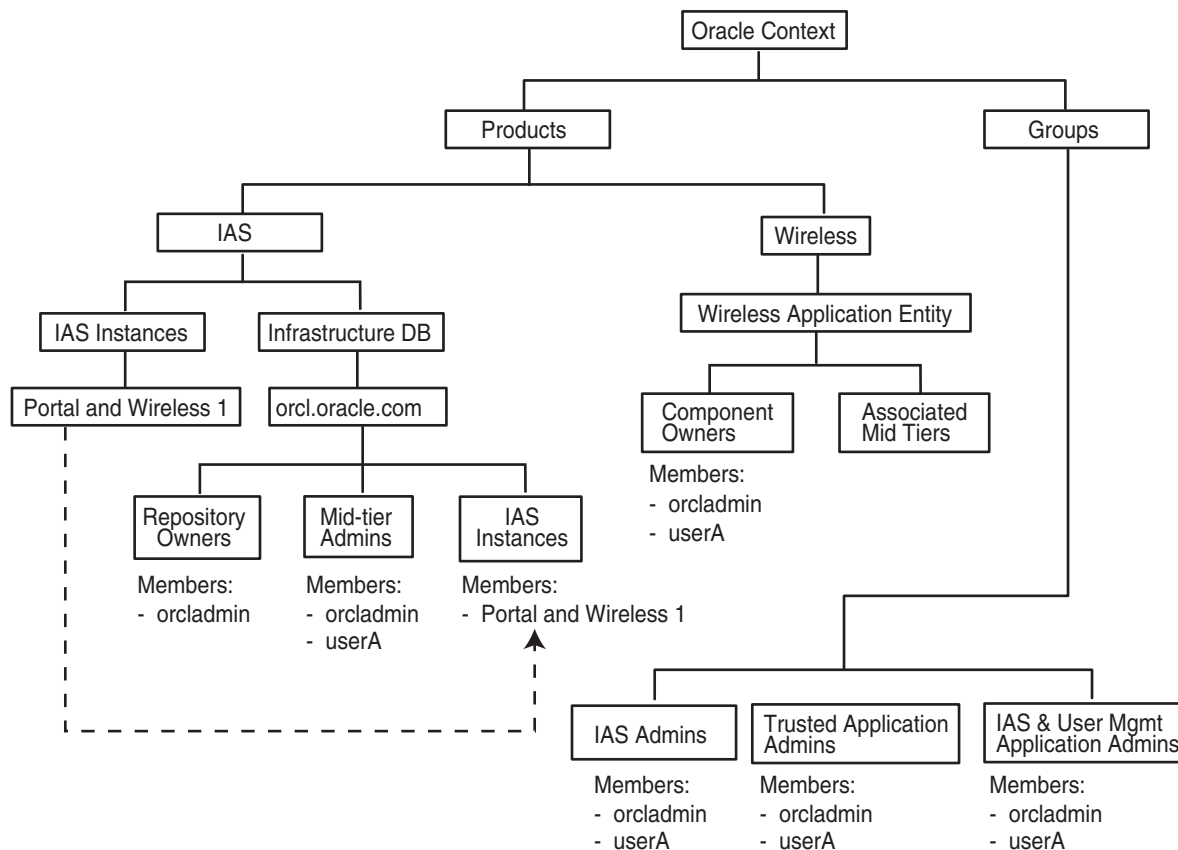 Oracle Context
Products
Groups
IAS
Wireless
IAS Instances
Infrastructure DB
Wireless Application Entity
Portal and Wireless 1
orcl.oracle.com
Component
Owners
Associated
Mid Tiers
Members:
- orcladmin
- userA
Repository
Owners
Mid-tier
Admins
IAS
Instances
Members:
- orcladmin
Members:
- orcladmin
- userA
Members:
- Portal and Wireless 1
IAS Admins
Trusted Application
Admins
IAS & User Mgmt
Application Admins
Members:
- orcladmin
- userA
Members:
- orcladmin
- userA
Members:
- orcladmin
- userA